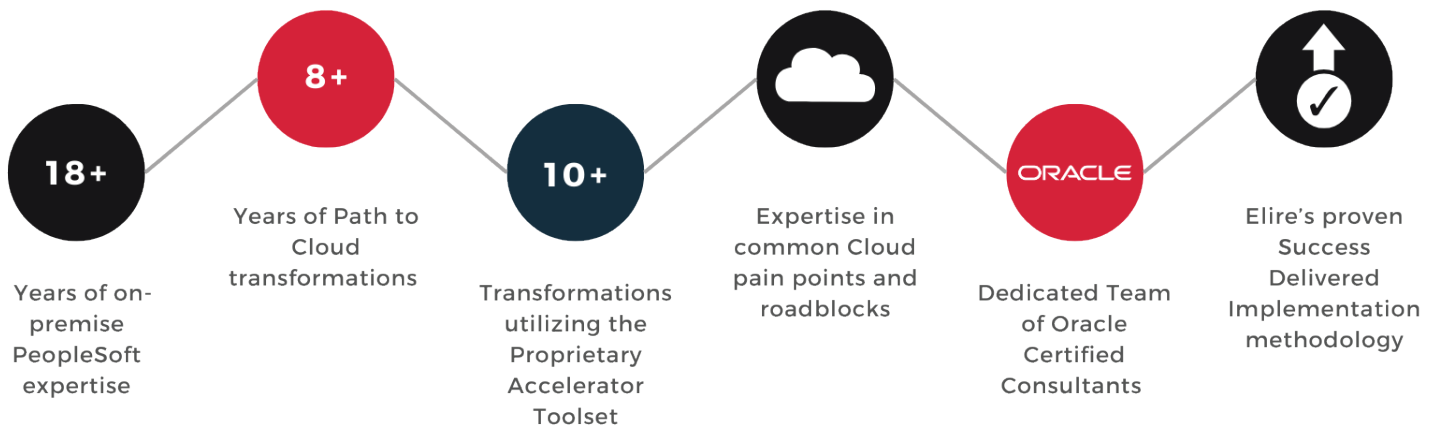 18+
Years of on-
premise
PeopleSoft
expertise
8+
Years of Path to
Cloud
transformations
10+
Transformations
utilizing the
Proprietary
Accelerator
Toolset
Expertise in
common Cloud
pain points and
roadblocks
ORACLE
Dedicated Team
of Oracle
Certified
Consultants
Elire’s proven
Success
Delivered
Implementation
methodology